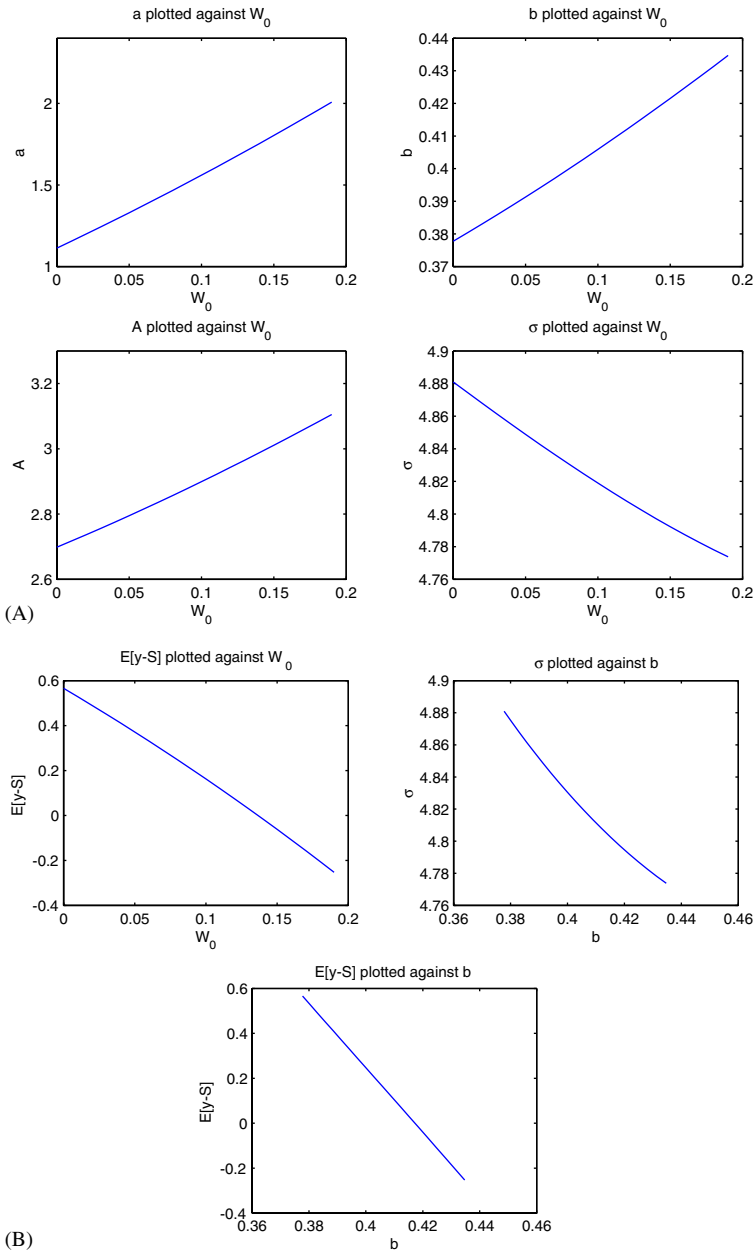 a plotted against W0
2
1.5
1
a
0 0.05 0.1 0.15 0.2
W0
b plotted against W0
0.44
0.43
0.42
0.41
0.4
0.39
0.38
0.37
b
0 0.05 0.1 0.15 0.2
W0
A plotted against W0
3.2
3
2.8
2.6
A
0 0.05 0.1 0.15 0.2
W0
σ plotted against W0
4.9
4.88
4.86
4.84
4.82
4.8
4.78
4.76
σ
0 0.05 0.1 0.15 0.2
W0
(A)
E[y-S] plotted against W0
0.6
0.4
0.2
0
-0.2
-0.4
E[y-S]
0 0.05 0.1 0.15 0.2
W0
σ plotted against b
4.9
4.88
4.86
4.84
4.82
4.8
4.78
4.76
σ
0.36 0.38 0.4 0.42 0.44 0.46
b
E[y-S] plotted against b
0.6
0.4
0.2
0
-0.2
-0.4
E[y-S]
0.36 0.38 0.4 0.42 0.44 0.46
b
(B)